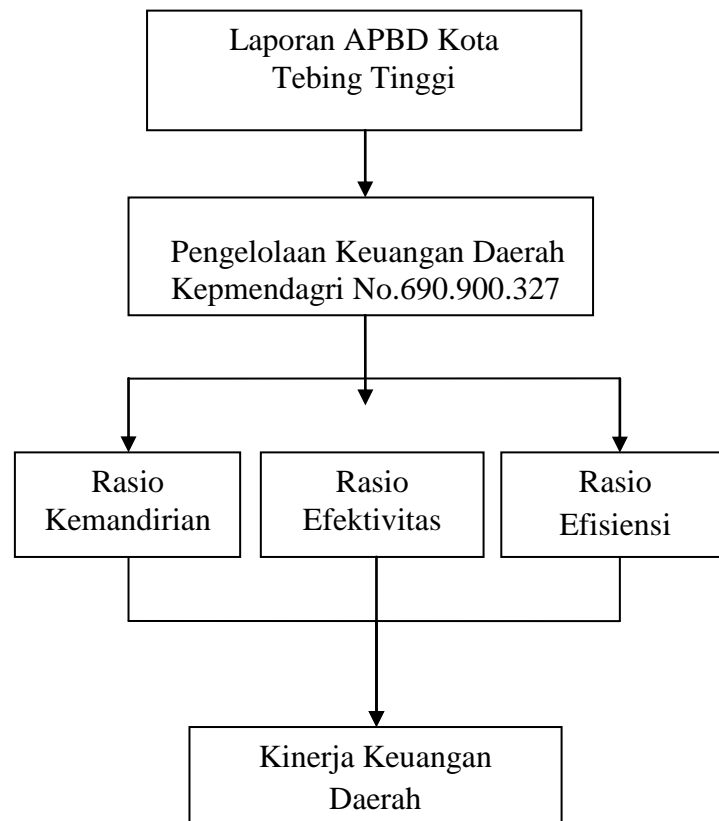 Laporan APBD Kota
Tebing Tinggi
Pengelolaan Keuangan Daerah
Kepmendagri No.690.900.327
Rasio
Kemandirian
Rasio
Efektivitas
Rasio
Efisiensi
Kinerja Keuangan
Daerah